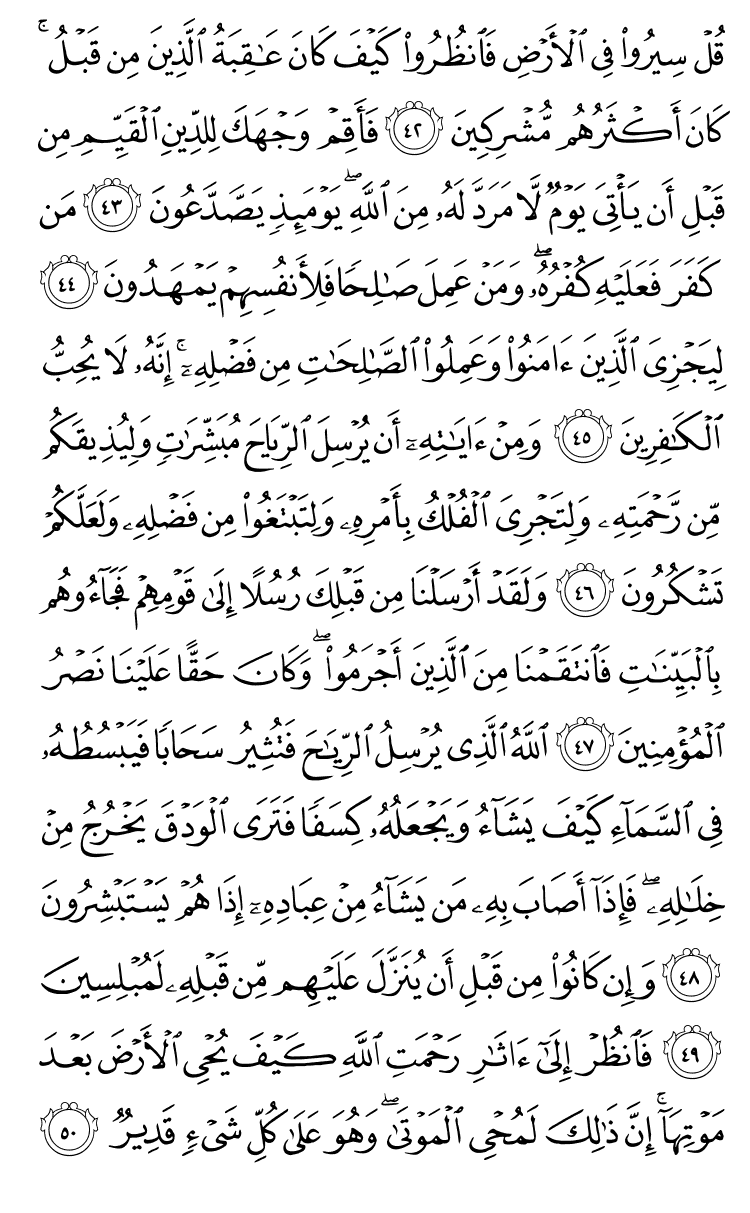 قُلۡ سِيرُواْ فِي ٱلۡأَرۡضِ فَٱنظُرُواْ كَيۡفَ كَانَ عَٰقِبَةُ ٱلَّذِينَ مِن قَبۡلُۚ
كَانَ أَكۡثَرُهُم مُّشۡرِكِينَ ٤٢ فَأَقِمۡ وَجۡهَكَ لِلدِّينِ ٱلۡقَيِّمِ مِن
قَبۡلِ أَن يَأۡتِيَ يَوۡمٞ لَّا مَرَدَّ لَهُۥ مِنَ ٱللَّهِۖ يَوۡمَئِذٖ يَصَّدَّعُونَ ٤٣ مَن
كَفَرَ فَعَلَيۡهِ كُفۡرُهُۥۖ وَمَنۡ عَمِلَ صَٰلِحٗا فَلِأَنفُسِهِمۡ يَمۡهَدُونَ ٤٤
لِيَجۡزِيَ ٱلَّذِينَ ءَامَنُواْ وَعَمِلُواْ ٱلصَّٰلِحَٰتِ مِن فَضۡلِهِۦٓۚ إِنَّهُۥ لَا يُحِبُّ
ٱلۡكَٰفِرِينَ ٤٥ وَمِنۡ ءَايَٰتِهِۦٓ أَن يُرۡسِلَ ٱلرِّيَاحَ مُبَشِّرَٰتٖ وَلِيُذِيقَكُم
مِّن رَّحۡمَتِهِۦ وَلِتَجۡرِيَ ٱلۡفُلۡكُ بِأَمۡرِهِۦ وَلِتَبۡتَغُواْ مِن فَضۡلِهِۦ وَلَعَلَّكُمۡ
تَشۡكُرُونَ ٤٦ وَلَقَدۡ أَرۡسَلۡنَا مِن قَبۡلِكَ رُسُلًا إِلَىٰ قَوۡمِهِمۡ فَجَآءُوهُم
بِٱلۡبَيِّنَٰتِ فَٱنتَقَمۡنَا مِنَ ٱلَّذِينَ أَجۡرَمُواْۖ وَكَانَ حَقًّا عَلَيۡنَا نَصۡرُ
ٱلۡمُؤۡمِنِينَ ٤٧ ٱللَّهُ ٱلَّذِي يُرۡسِلُ ٱلرِّيَٰحَ فَتُثِيرُ سَحَابٗا فَيَبۡسُطُهُۥ
فِي ٱلسَّمَآءِ كَيۡفَ يَشَآءُ وَيَجۡعَلُهُۥ كِسَفٗا فَتَرَى ٱلۡوَدۡقَ يَخۡرُجُ مِنۡ
خِلَٰلِهِۦۖ فَإِذَآ أَصَابَ بِهِۦ مَن يَشَآءُ مِنۡ عِبَادِهِۦٓ إِذَا هُمۡ يَسۡتَبۡشِرُونَ
٤٨ وَإِن كَانُواْ مِن قَبۡلِ أَن يُنَزَّلَ عَلَيۡهِم مِّن قَبۡلِهِۦ لَمُبۡلِسِينَ
٤٩ فَٱنظُرۡ إِلَىٰٓ ءَاثَٰرِ رَحۡمَتِ ٱللَّهِ كَيۡفَ يُحۡيِ ٱلۡأَرۡضَ بَعۡدَ
مَوۡتِهَآۚ إِنَّ ذَٰلِكَ لَمُحۡيِ ٱلۡمَوۡتَىٰۖ وَهُوَ عَلَىٰ كُلِّ شَيۡءٖ قَدِيرٞ ٥٠